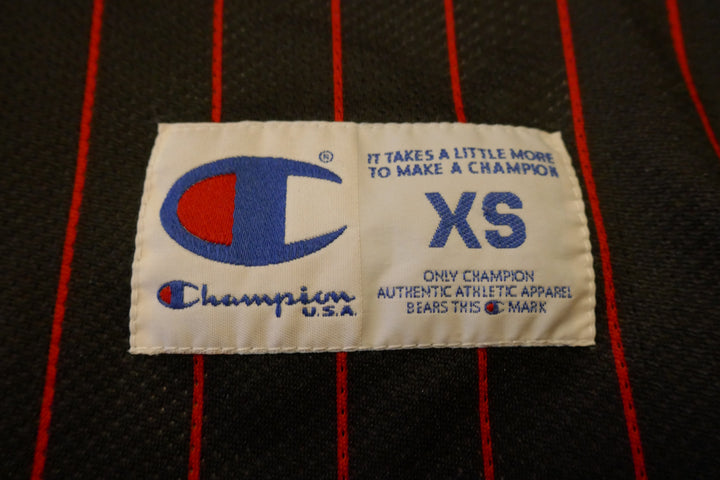 ®
Champion
U.S.A.
IT TAKES A LITTLE MORE
TO MAKE A CHAMPION
XS
ONLY CHAMPION
AUTHENTIC ATHLETIC APPAREL
BEARS THIS C MARK